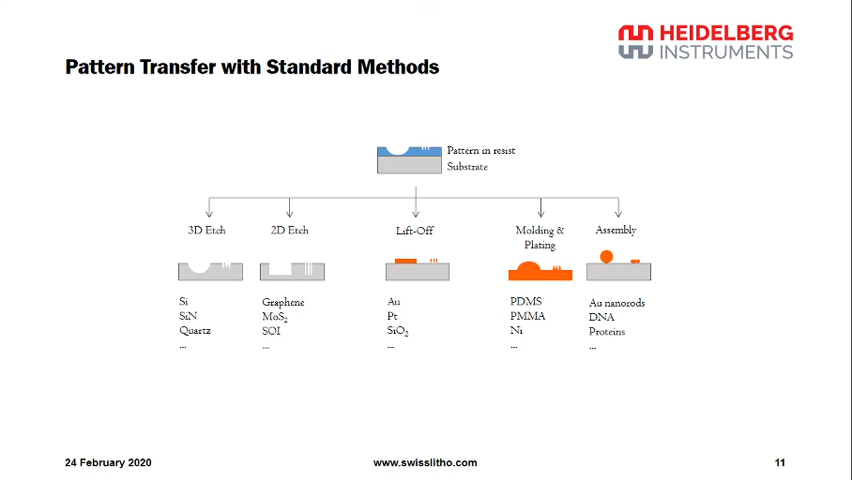 HEIDELBERG
INSTRUMENTS
Pattern Transfer with Standard Methods
Pattern in resist
Substrate
3D Etch
2D Etch
Lift-Off
Molding &
Plating
Assembly
Si
SiN
Quartz
...
Graphene
MoS₂
SOI
...
Au
Pt
SiO₂
...
PDMS
PMMA
Ni
...
Au nanorods
DNA
Proteins
...
24 February 2020
www.swisslitho.com
11